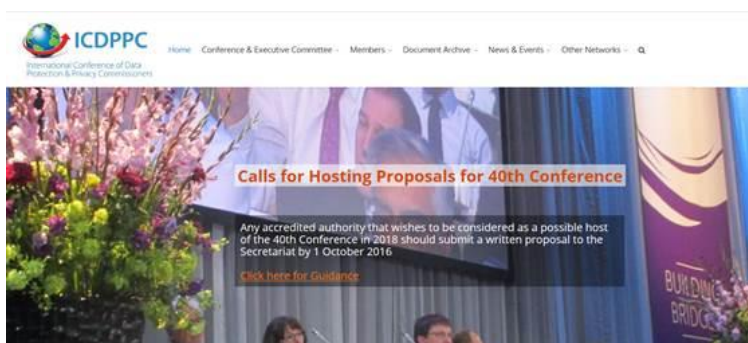 ICDPPC
International Conference of Data
Protection & Privacy Commissioners
Home Conference & Executive Committee Members Document Archive News & Events Other Networks
Calls for Hosting Proposals for 40th Conference
Any accredited authority that wishes to be considered as a possible host
of the 40th Conference in 2018 should submit a written proposal to the
Secretariat by 1 October 2016
Click here for Guidance
BUILDING
BRIDGES